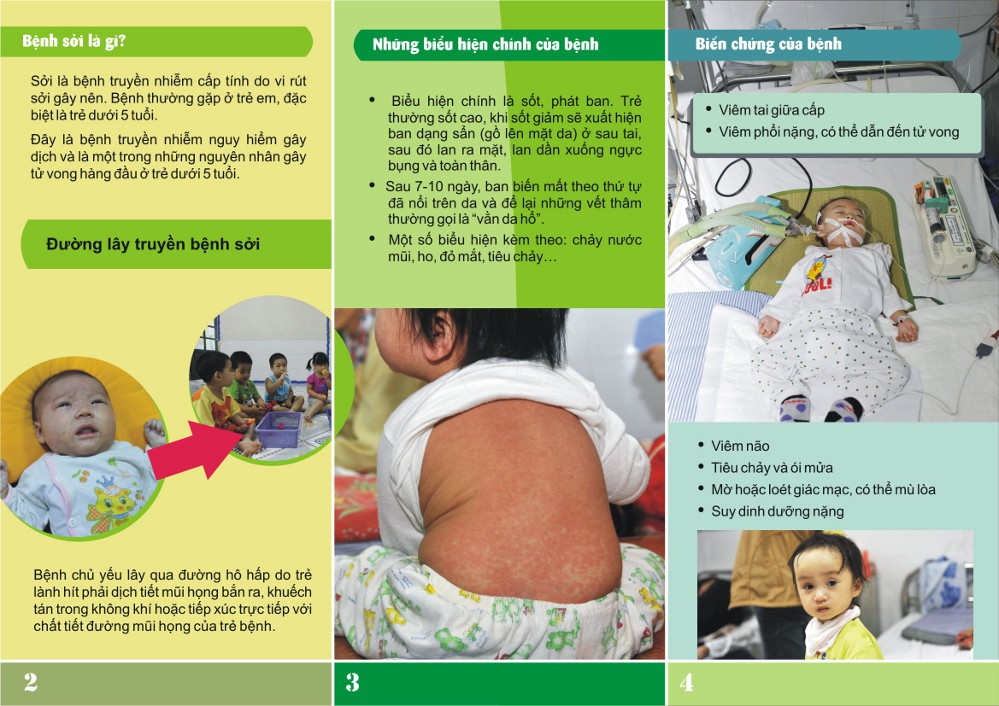 Bệnh sởi là gì?
Sởi là bệnh truyền nhiễm cấp tính do vi rút
sởi gây nên. Bệnh thường gặp ở trẻ em, đặc
biệt là trẻ dưới 5 tuổi.
Đây là bệnh truyền nhiễm nguy hiểm gây
dịch và là một trong những nguyên nhân gây
tử vong hàng đầu ở trẻ dưới 5 tuổi.
Đường lây truyền bệnh sởi
Bệnh chủ yếu lây qua đường hô hấp do trẻ
lành hít phải dịch tiết mũi họng bắn ra, khuếch
tán trong không khí hoặc tiếp xúc trực tiếp với
chất tiết đường mũi họng của trẻ bệnh.
2
Những biểu hiện chính của bệnh
• Biểu hiện chính là sốt, phát ban. Trẻ
thường sốt cao, khi sốt giảm sẽ xuất hiện
ban dạng sẩn (gồ lên mặt da) ở sau tai,
sau đó lan ra mặt, lan dần xuống ngực
bụng và toàn thân.
• Sau 7-10 ngày, ban biến mất theo thứ tự
đã nổi trên da và để lại những vết thâm
thường gọi là “vằn da hổ”.
• Một số biểu hiện kèm theo: chảy nước
mũi, ho, đỏ mắt, tiêu chảy…
3
Biến chứng của bệnh
• Viêm tai giữa cấp
• Viêm phổi nặng, có thể dẫn đến tử vong
• Viêm não
• Tiêu chảy và ói mửa
• Mờ hoặc loét giác mạc, có thể mù lòa
• Suy dinh dưỡng nặng
4